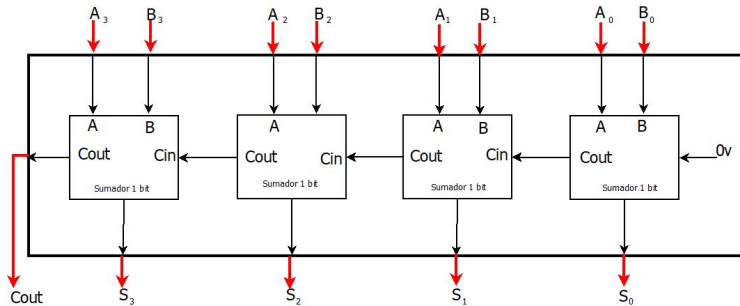 A3 B3 A2 B2 A1 B1 A0 B0
A B A A B A B
Cout Cin Cout Cin Cout Cin Cout 0v
Sumador 1 bit Sumador 1 bit Sumador 1 bit Sumador 1 bit
Cout S3 S2 S1 S0